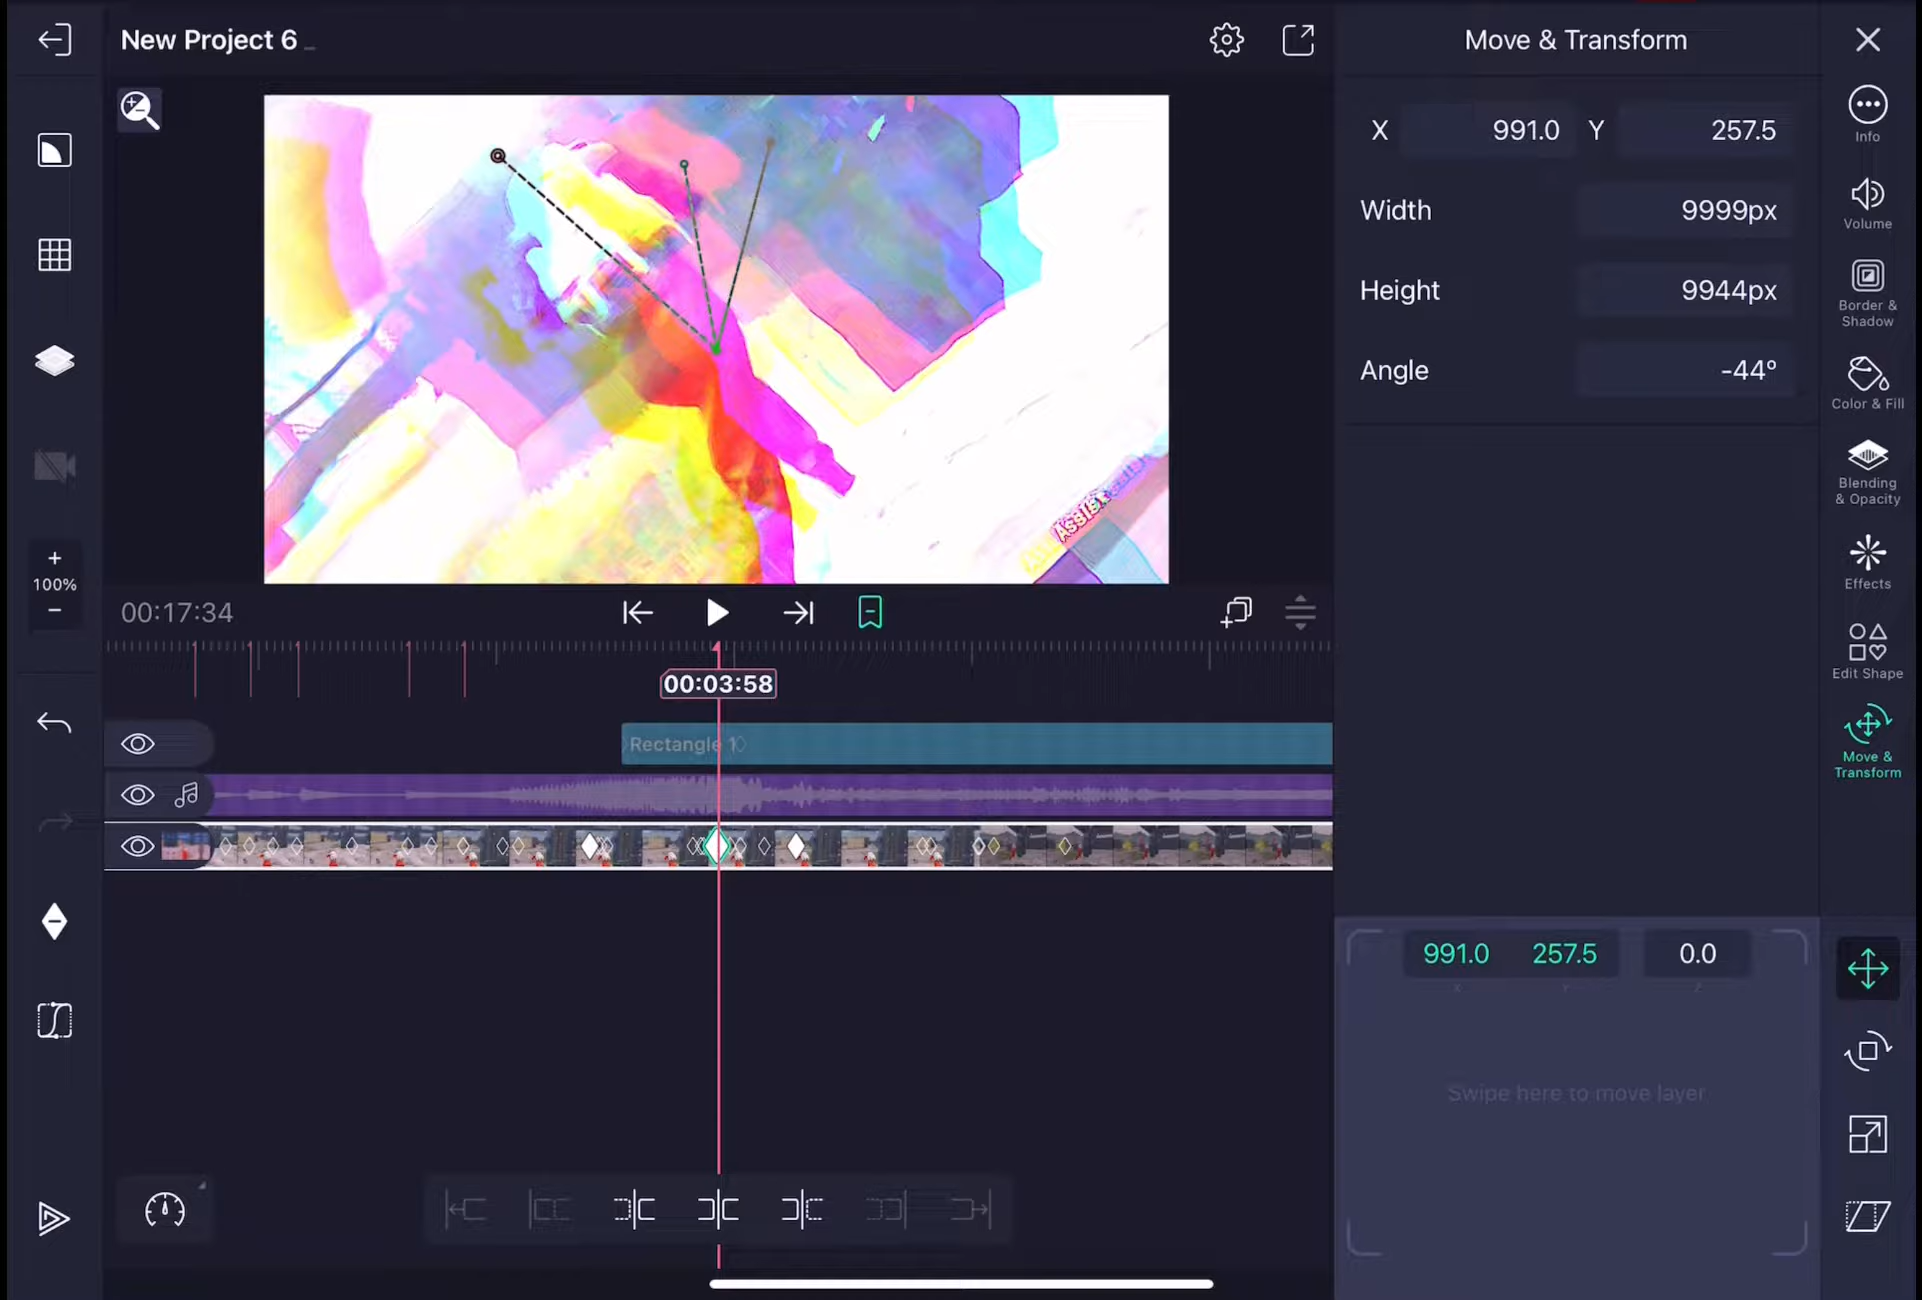 New Project 6
Move & Transform
X 991.0 Y 257.5
Info
Width 9999px
Volume
Height 9944px
Border & Shadow
Angle -44°
Color & Fill
Blending & Opacity
Assist
Effects
+
100%
−
00:17:34
Edit Shape
00:03:58
Rectangle 1
Move & Transform
991.0 257.5 0.0
X Y Z
Swipe here to move layer